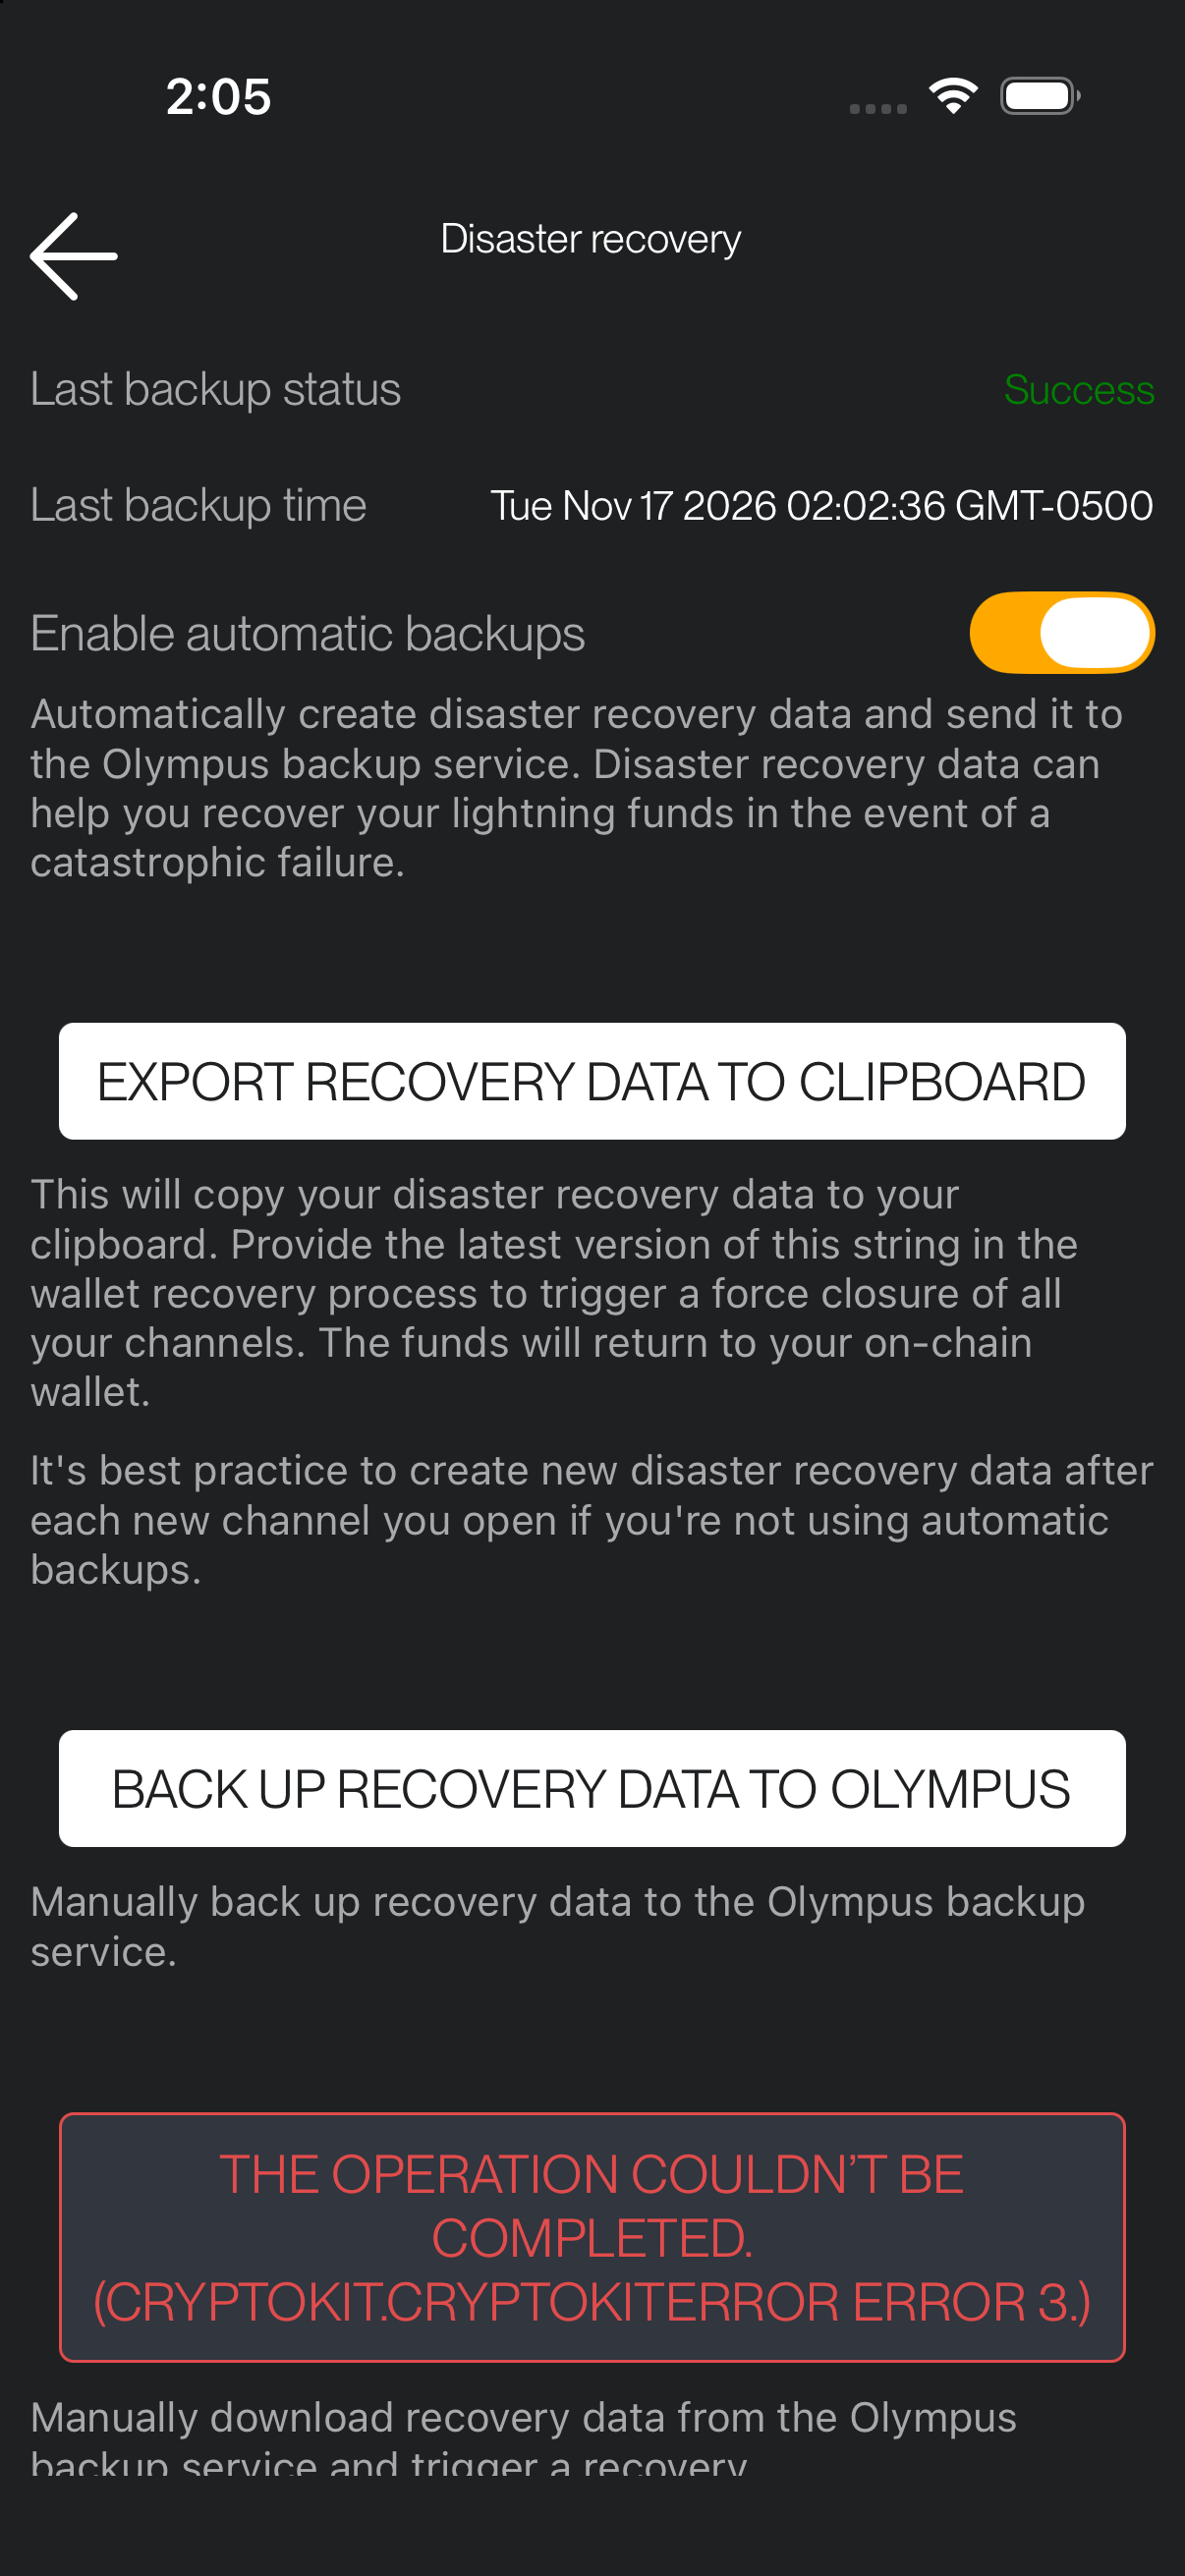 2:05
Disaster recovery
Last backup status
Success
Last backup time
Tue Nov 17 2026 02:02:36 GMT-0500
Enable automatic backups
Automatically create disaster recovery data and send it to
the Olympus backup service. Disaster recovery data can
help you recover your lightning funds in the event of a
catastrophic failure.
EXPORT RECOVERY DATA TO CLIPBOARD
This will copy your disaster recovery data to your
clipboard. Provide the latest version of this string in the
wallet recovery process to trigger a force closure of all
your channels. The funds will return to your on-chain
wallet.
It's best practice to create new disaster recovery data after
each new channel you open if you're not using automatic
backups.
BACK UP RECOVERY DATA TO OLYMPUS
Manually back up recovery data to the Olympus backup
service.
THE OPERATION COULDN’T BE
COMPLETED.
(CRYPTOKIT.CRYPTOKITERROR ERROR 3.)
Manually download recovery data from the Olympus
backup service and trigger a recovery